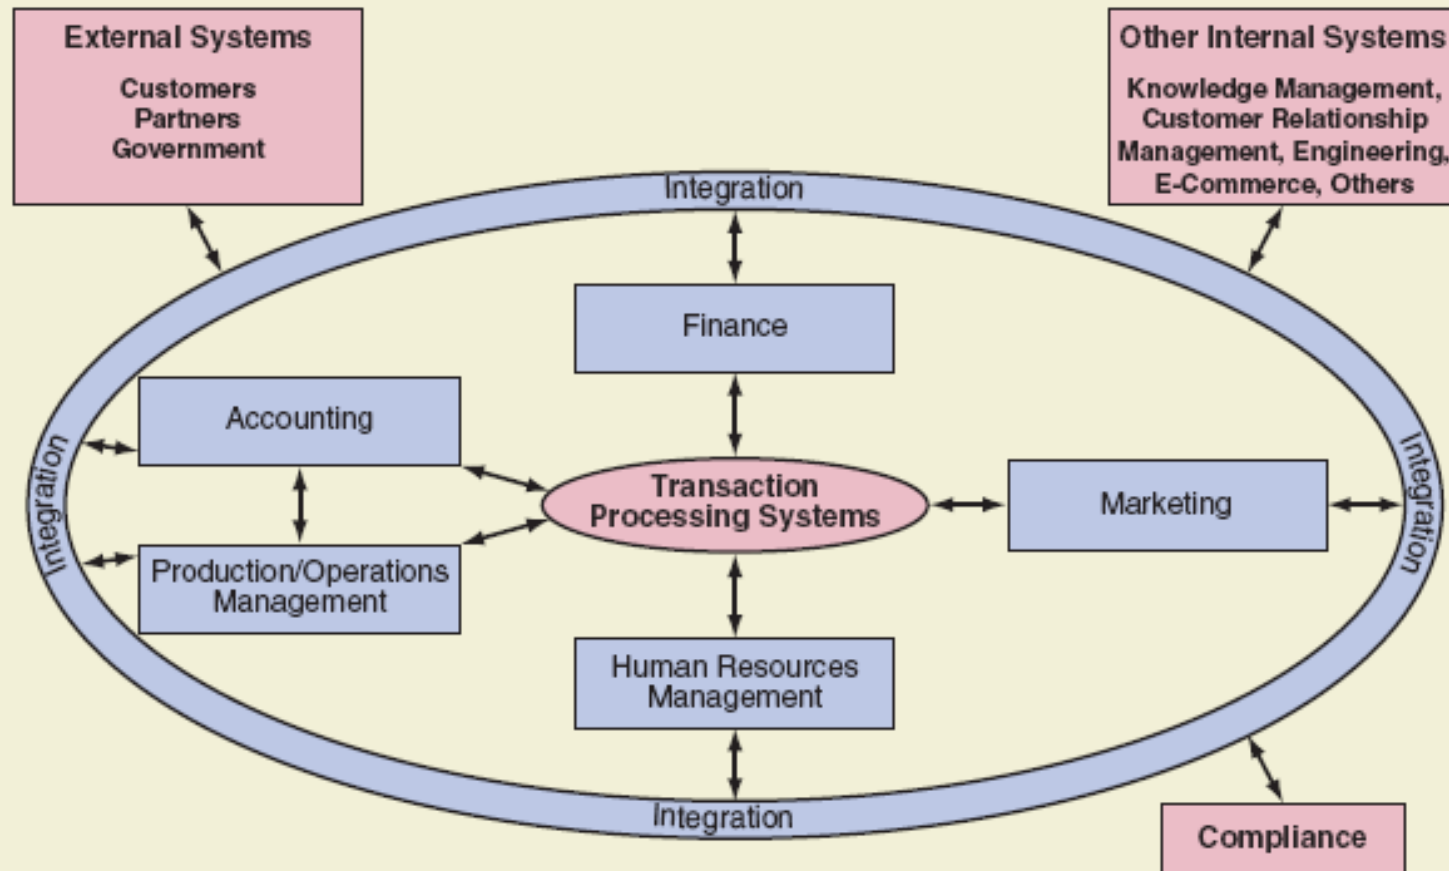 External Systems
Customers
Partners
Government
Other Internal Systems
Knowledge Management,
Customer Relationship
Management, Engineering,
E-Commerce, Others
Integration
Finance
Accounting
Integration
Transaction
Processing Systems
Marketing
Integration
Production/Operations
Management
Human Resources
Management
Integration
Compliance